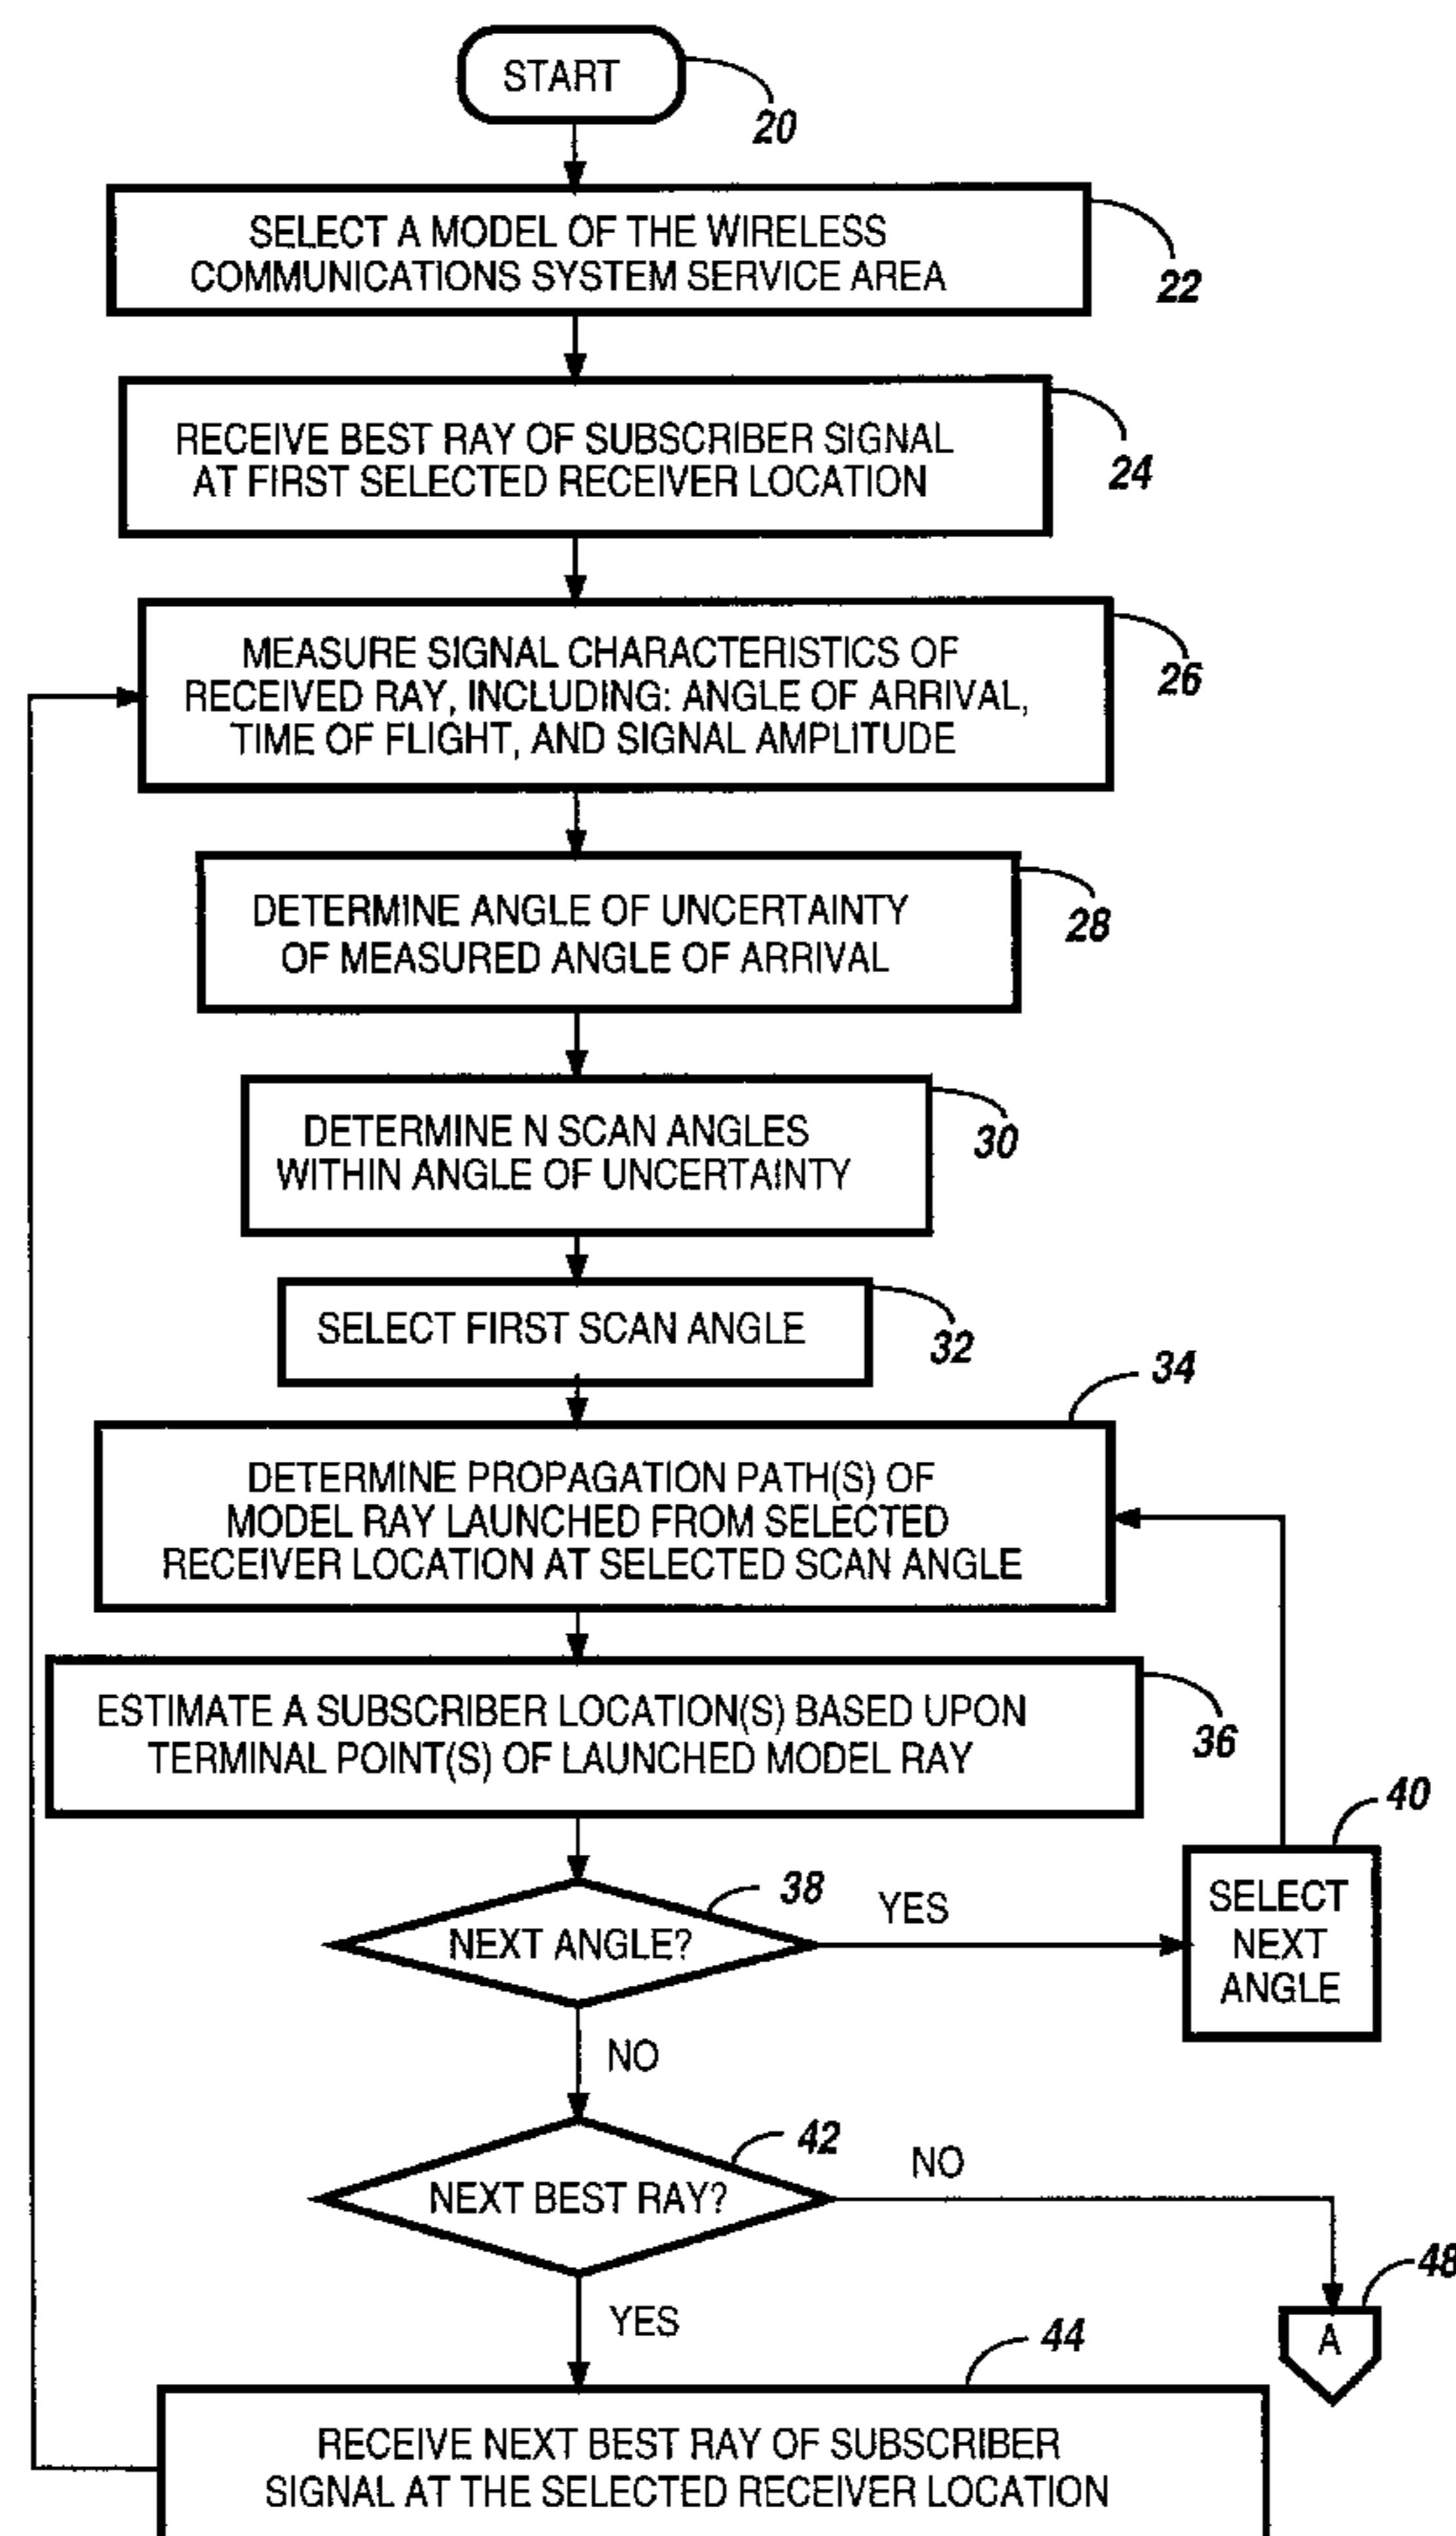 START
20
SELECT A MODEL OF THE WIRELESS
COMMUNICATIONS SYSTEM SERVICE AREA
22
RECEIVE BEST RAY OF SUBSCRIBER SIGNAL
AT FIRST SELECTED RECEIVER LOCATION
24
MEASURE SIGNAL CHARACTERISTICS OF
RECEIVED RAY, INCLUDING: ANGLE OF ARRIVAL,
TIME OF FLIGHT, AND SIGNAL AMPLITUDE
26
DETERMINE ANGLE OF UNCERTAINTY
OF MEASURED ANGLE OF ARRIVAL
28
DETERMINE N SCAN ANGLES
WITHIN ANGLE OF UNCERTAINTY
30
SELECT FIRST SCAN ANGLE
32
34
DETERMINE PROPAGATION PATH(S) OF
MODEL RAY LAUNCHED FROM SELECTED
RECEIVER LOCATION AT SELECTED SCAN ANGLE
ESTIMATE A SUBSCRIBER LOCATION(S) BASED UPON
TERMINAL POINT(S) OF LAUNCHED MODEL RAY
36
40
SELECT
NEXT
ANGLE
38
YES
NEXT ANGLE?
NO
42
NO
NEXT BEST RAY?
48
A
YES
44
RECEIVE NEXT BEST RAY OF SUBSCRIBER
SIGNAL AT THE SELECTED RECEIVER LOCATION